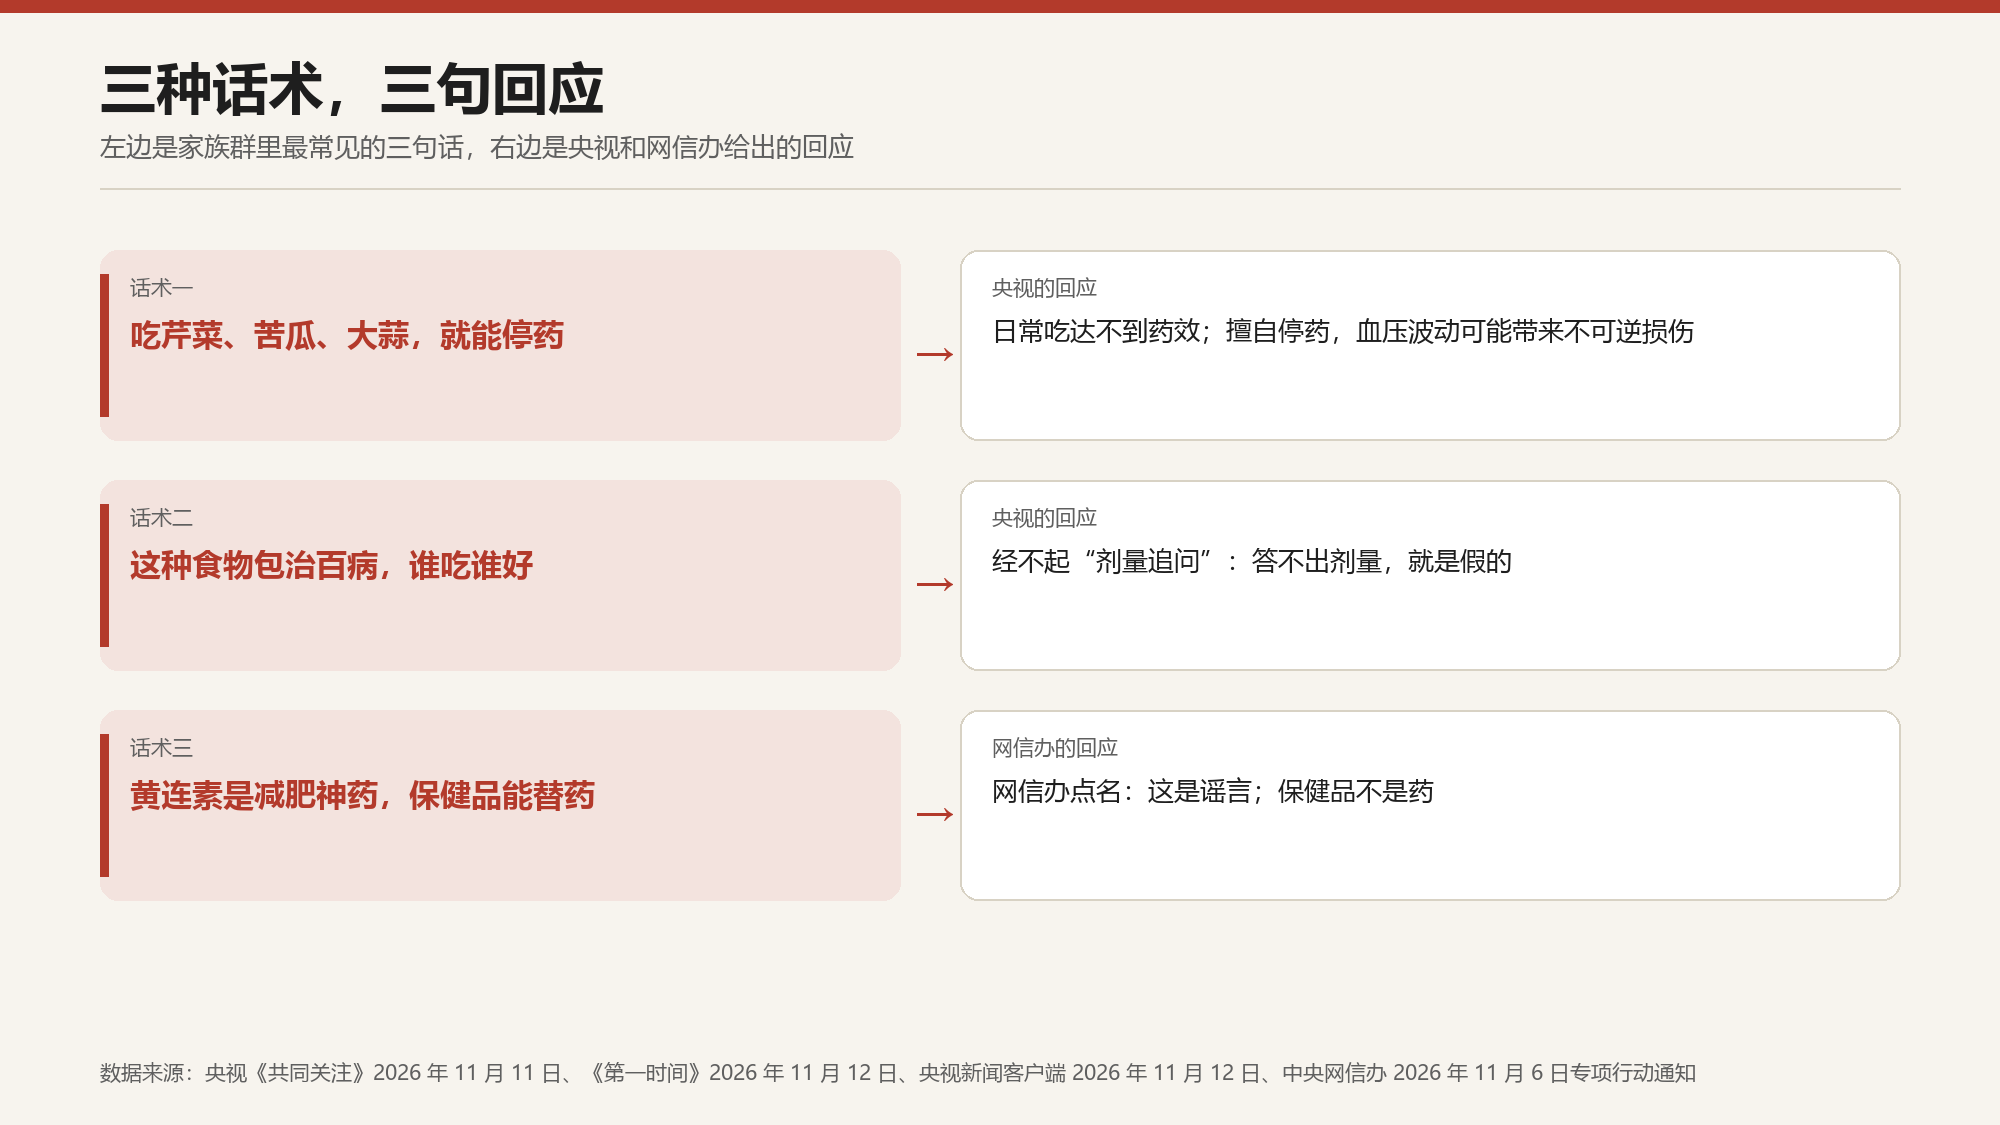 三种话术，三句回应
左边是家族群里最常见的三句话，右边是央视和网信办给出的回应
话术一
吃芹菜、苦瓜、大蒜，就能停药
→
央视的回应
日常吃达不到药效；擅自停药，血压波动可能带来不可逆损伤
话术二
这种食物包治百病，谁吃谁好
→
央视的回应
经不起“剂量追问”：答不出剂量，就是假的
话术三
黄连素是减肥神药，保健品能替药
→
网信办的回应
网信办点名：这是谣言；保健品不是药
数据来源：央视《共同关注》2026 年 11 月 11 日、《第一时间》2026 年 11 月 12 日、央视新闻客户端 2026 年 11 月 12 日、中央网信办 2026 年 11 月 6 日专项行动通知